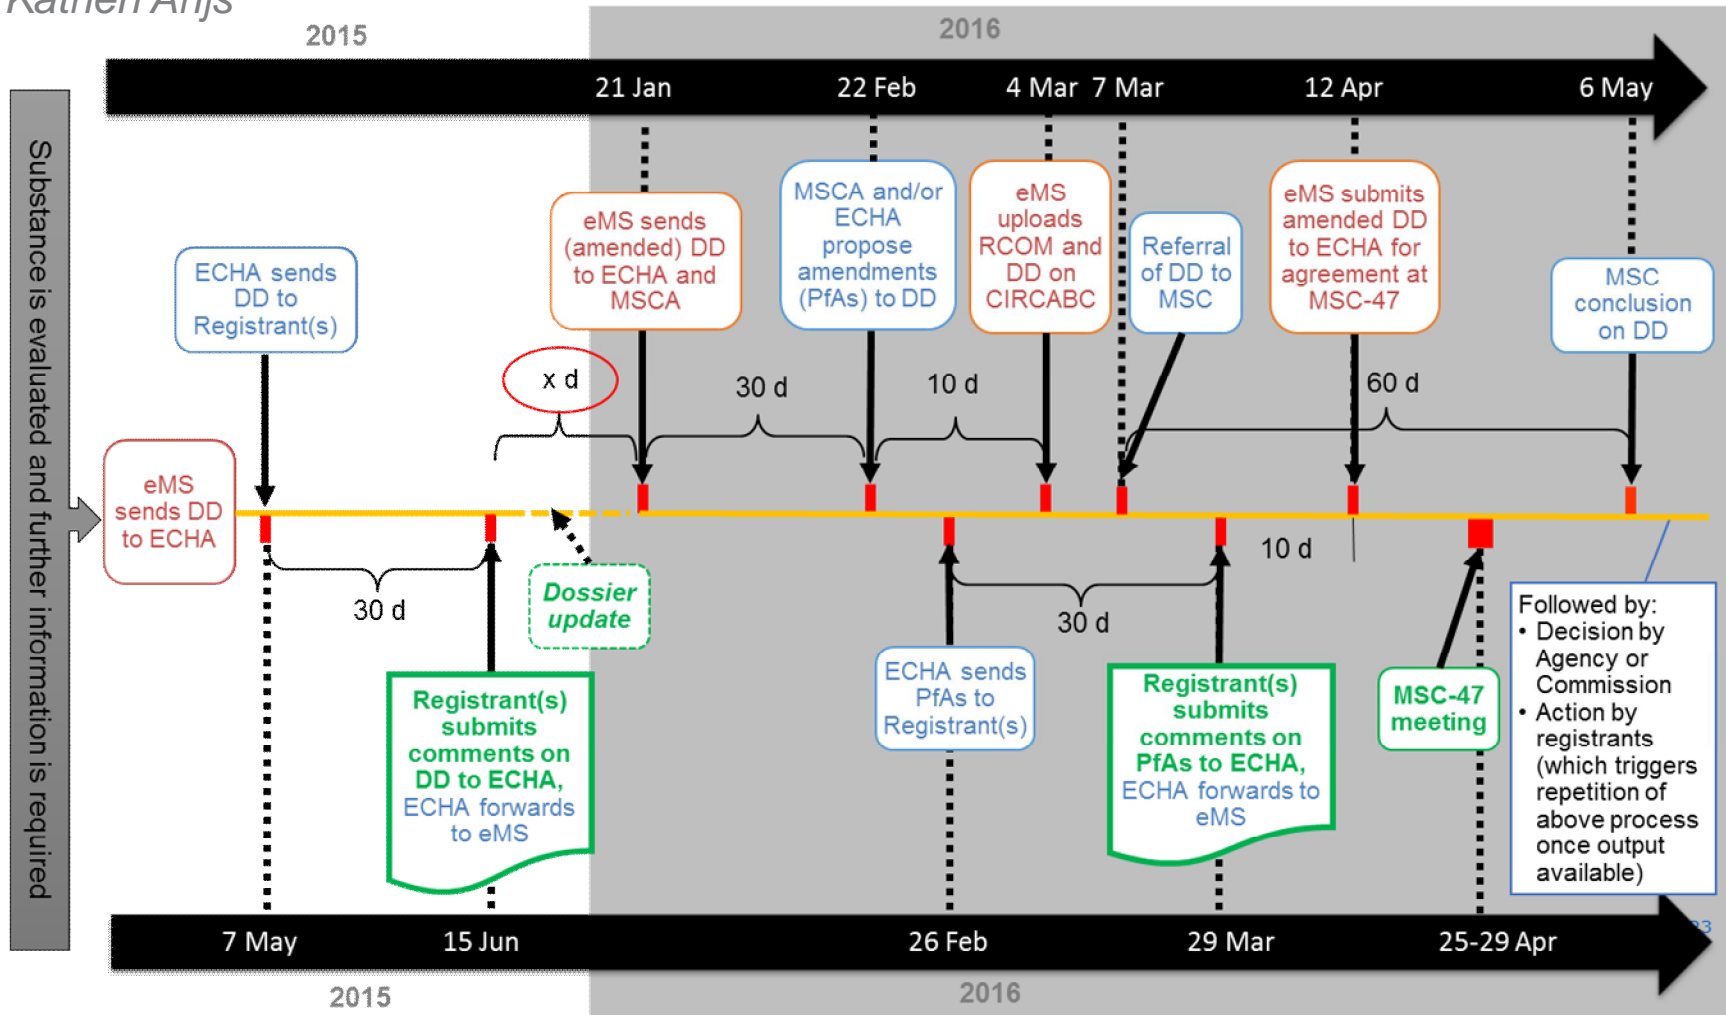 Katrien Arijs
2015
2016
21 Jan
22 Feb
4 Mar
7 Mar
12 Apr
6 May
Substance is evaluated and further information is required
eMS
sends DD
to ECHA
ECHA sends
DD to
Registrant(s)
eMS sends
(amended) DD
to ECHA and
MSCA
MSCA and/or
ECHA
propose
amendments
(PfAs) to DD
eMS
uploads
RCOM and
DD on
CIRCABC
Referral
of DD to
MSC
eMS submits
amended DD
to ECHA for
agreement at
MSC-47
MSC
conclusion
on DD
x d
30 d
10 d
60 d
30 d
Dossier
update
30 d
10 d
Registrant(s)
submits
comments on
DD to ECHA,
ECHA forwards
to eMS
ECHA sends
PfAs to
Registrant(s)
Registrant(s)
submits
comments on
PfAs to ECHA,
ECHA forwards to
eMS
MSC-47
meeting
Followed by:
• Decision by
Agency or
Commission
• Action by
registrants
(which triggers
repetition of
above process
once output
available)
7 May
15 Jun
26 Feb
29 Mar
25-29 Apr
2015
2016